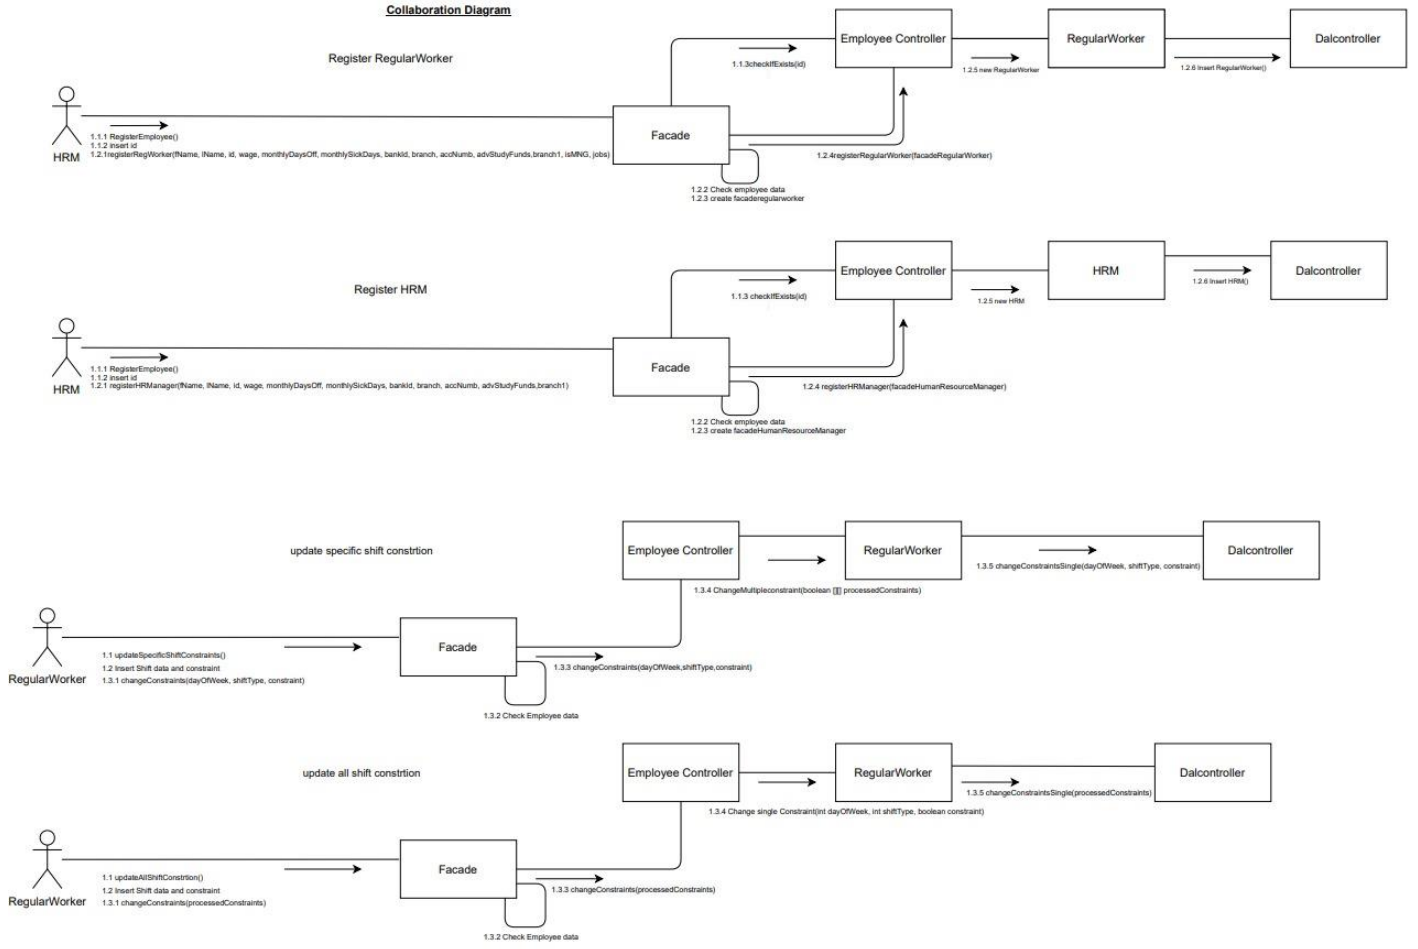 Collaboration Diagram
Register RegularWorker
HRM
1.1.1 RegisterEmployee()
1.1.2 insert id
1.2.1registerRegWorker(fName, lName, id, wage, monthlyDaysOff, monthlySickDays, bankId, branch, accNumb, advStudyFunds,branch1, isMNG, jobs)
Facade
1.1.3checkIfExists(id)
Employee Controller
1.2.5 new RegularWorker
RegularWorker
1.2.6 Insert RegularWorker()
Dalcontroller
1.2.4registerRegularWorker(facadeRegularWorker)
1.2.2 Check employee data
1.2.3 create facaderegularworker
Register HRM
HRM
1.1.1 RegisterEmployee()
1.1.2 insert id
1.2.1 registerHRManager(fName, lName, id, wage, monthlyDaysOff, monthlySickDays, bankId, branch, accNumb, advStudyFunds,branch1)
Facade
1.1.3 checkIfExists(id)
Employee Controller
1.2.5 new HRM
HRM
1.2.6 Insert HRM()
Dalcontroller
1.2.4 registerHRManager(facadeHumanResourceManager)
1.2.2 Check employee data
1.2.3 create facadeHumanResourceManager
update specific shift constrtion
RegularWorker
1.1 updateSpecificShiftConstraints()
1.2 Insert Shift data and constraint
1.3.1 changeConstraints(dayOfWeek, shiftType, constraint)
Facade
1.3.3 changeConstraints(dayOfWeek,shiftType,constraint)
1.3.2 Check Employee data
Employee Controller
1.3.4 ChangeMultipleconstraint(boolean [][] processedConstraints)
RegularWorker
1.3.5 changeConstraintsSingle(dayOfWeek, shiftType, constraint)
Dalcontroller
update all shift constrtion
RegularWorker
1.1 updateAllShiftConstrtion()
1.2 Insert Shift data and constraint
1.3.1 changeConstraints(processedConstraints)
Facade
1.3.3 changeConstraints(processedConstraints)
1.3.2 Check Employee data
Employee Controller
1.3.4 Change single Constraint(int dayOfWeek, int shiftType, boolean constraint)
RegularWorker
1.3.5 changeConstraintsSingle(processedConstraints)
Dalcontroller